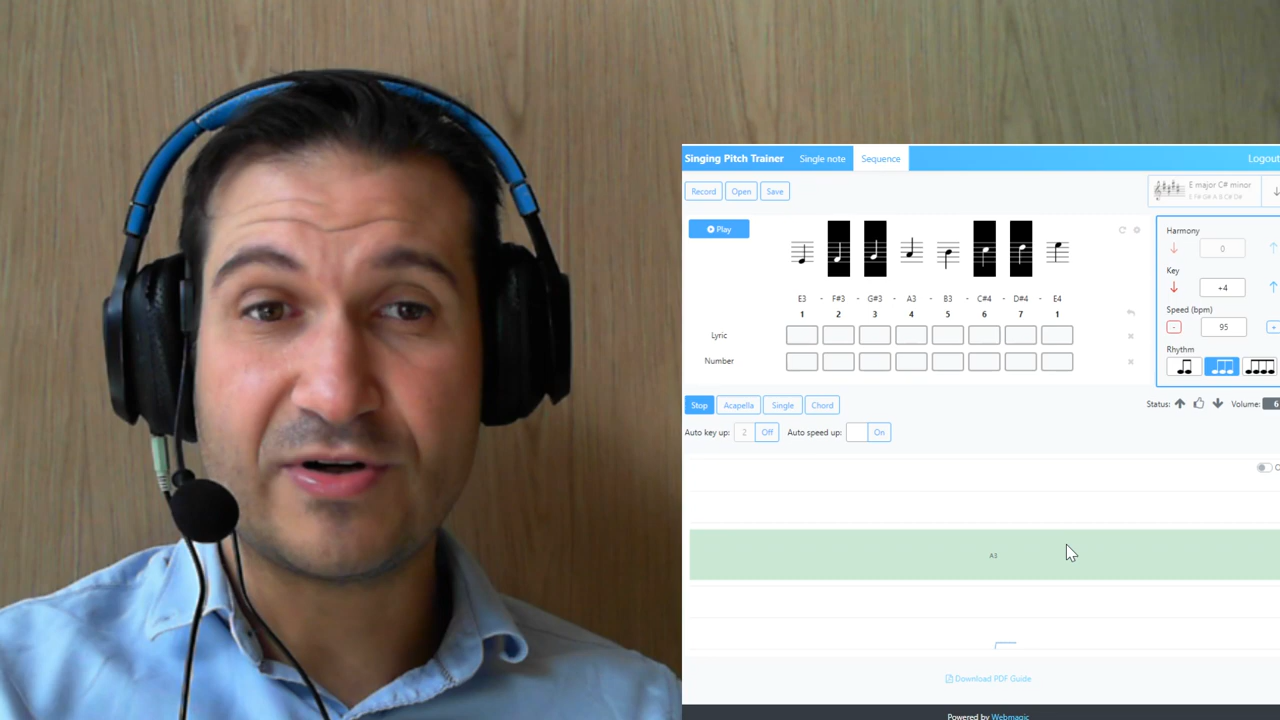 Singing Pitch Trainer Single note Sequence Logout
Record Open Save
E major C# minor
E F# G# A B C# D#
Play
Harmony
0
Key
+4
Speed (bpm)
- 95 +
Rhythm
E3 - F#3 - G#3 - A3 - B3 - C#4 - D#4 - E4
1 2 3 4 5 6 7 1
Lyric
Number
Stop Acapella Single Chord
Status: Volume: 6
Auto key up: 2 Off Auto speed up: On
A3
Download PDF Guide
Powered by Webmagic